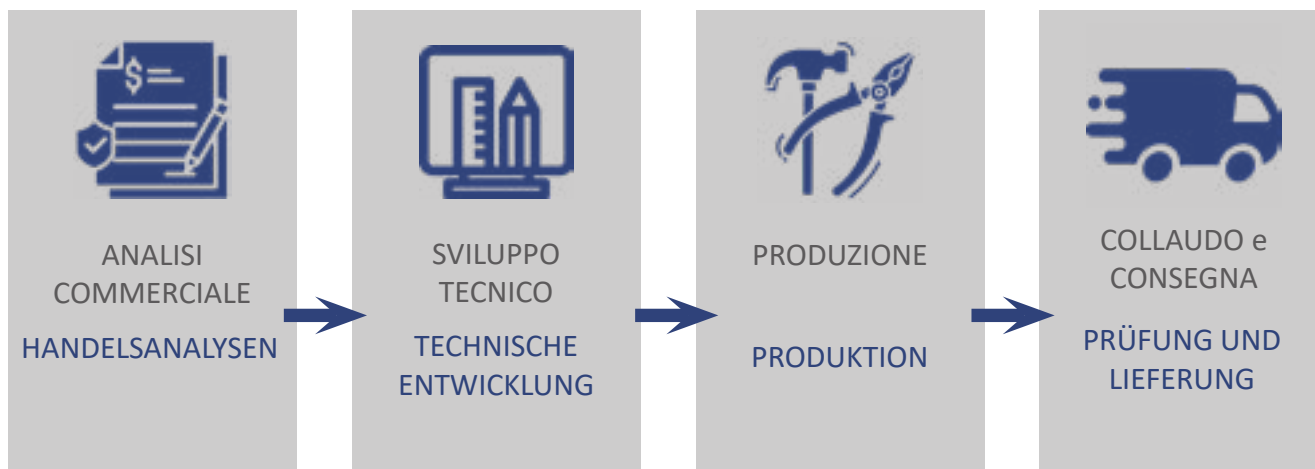 ANALISI
COMMERCIALE
HANDELSANALYSEN
SVILUPPO
TECNICO
TECHNISCHE
ENTWICKLUNG
PRODUZIONE
PRODUKTION
COLLAUDO e
CONSEGNA
PRÜFUNG UND
LIEFERUNG